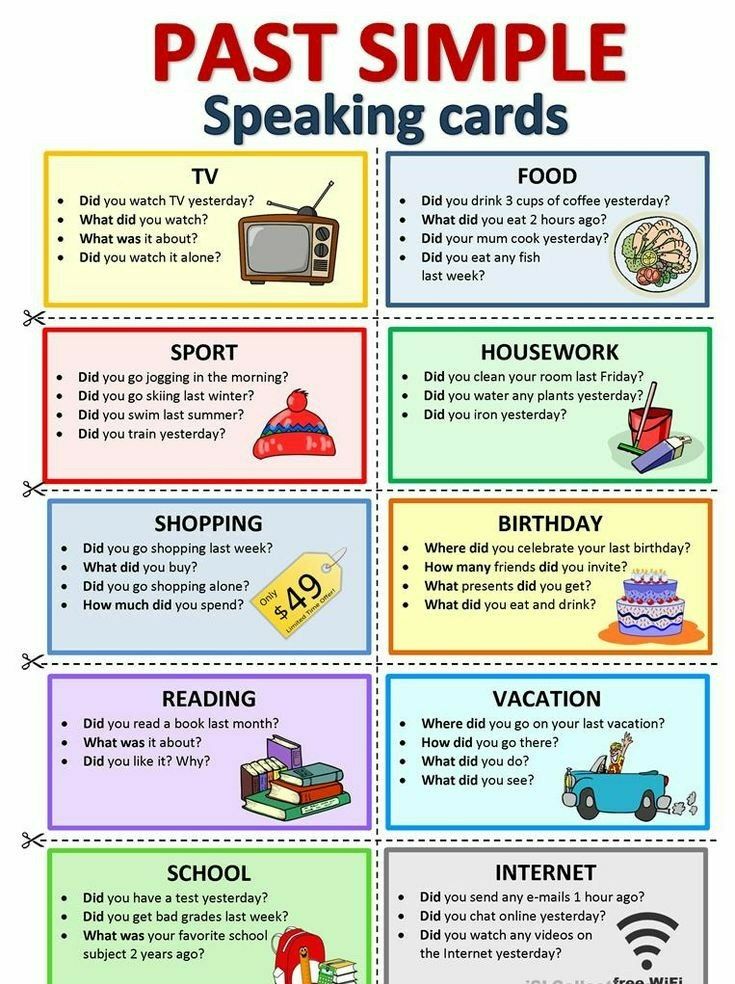 PAST SIMPLE
Speaking cards
TV
• Did you watch TV yesterday?
• What did you watch?
• What was it about?
• Did you watch it alone?
FOOD
• Did you drink 3 cups of coffee yesterday?
• What did you eat 2 hours ago?
• Did your mum cook yesterday?
• Did you eat any fish
last week?
SPORT
• Did you go jogging in the morning?
• Did you go skiing last winter?
• Did you swim last summer?
• Did you train yesterday?
HOUSEWORK
• Did you clean your room last Friday?
• Did you water any plants yesterday?
• Did you iron yesterday?
SHOPPING
• Did you go shopping last week?
• What did you buy?
• Did you go shopping alone?
• How much did you spend?
Only
$49
Limited Time Offer!
BIRTHDAY
• Where did you celebrate your last birthday?
• How many friends did you invite?
• What presents did you get?
• What did you eat and drink?
READING
• Did you read a book last month?
• What was it about?
• Did you like it? Why?
VACATION
• Where did you go on your last vacation?
• How did you go there?
• What did you do?
• What did you see?
SCHOOL
• Did you have a test yesterday?
• Did you get bad grades last week?
• What was your favorite school
subject 2 years ago?
INTERNET
• Did you send any e-mails 1 hour ago?
• Did you chat online yesterday?
• Did you watch any videos on
the Internet yesterday?
free WiFi